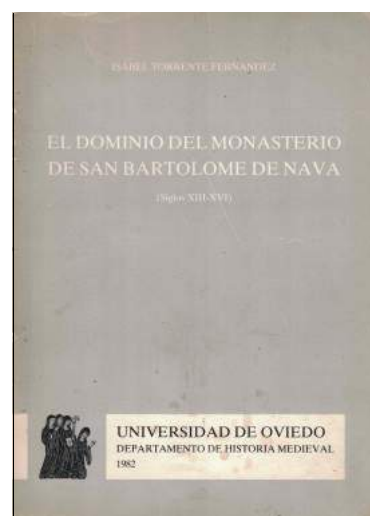 ISABEL TORRENTE FERNANDEZ
EL DOMINIO DEL MONASTERIO
DE SAN BARTOLOME DE NAVA
(Siglos XIII-XVI)
UNIVERSIDAD DE OVIEDO
DEPARTAMENTO DE HISTORIA MEDIEVAL
1982